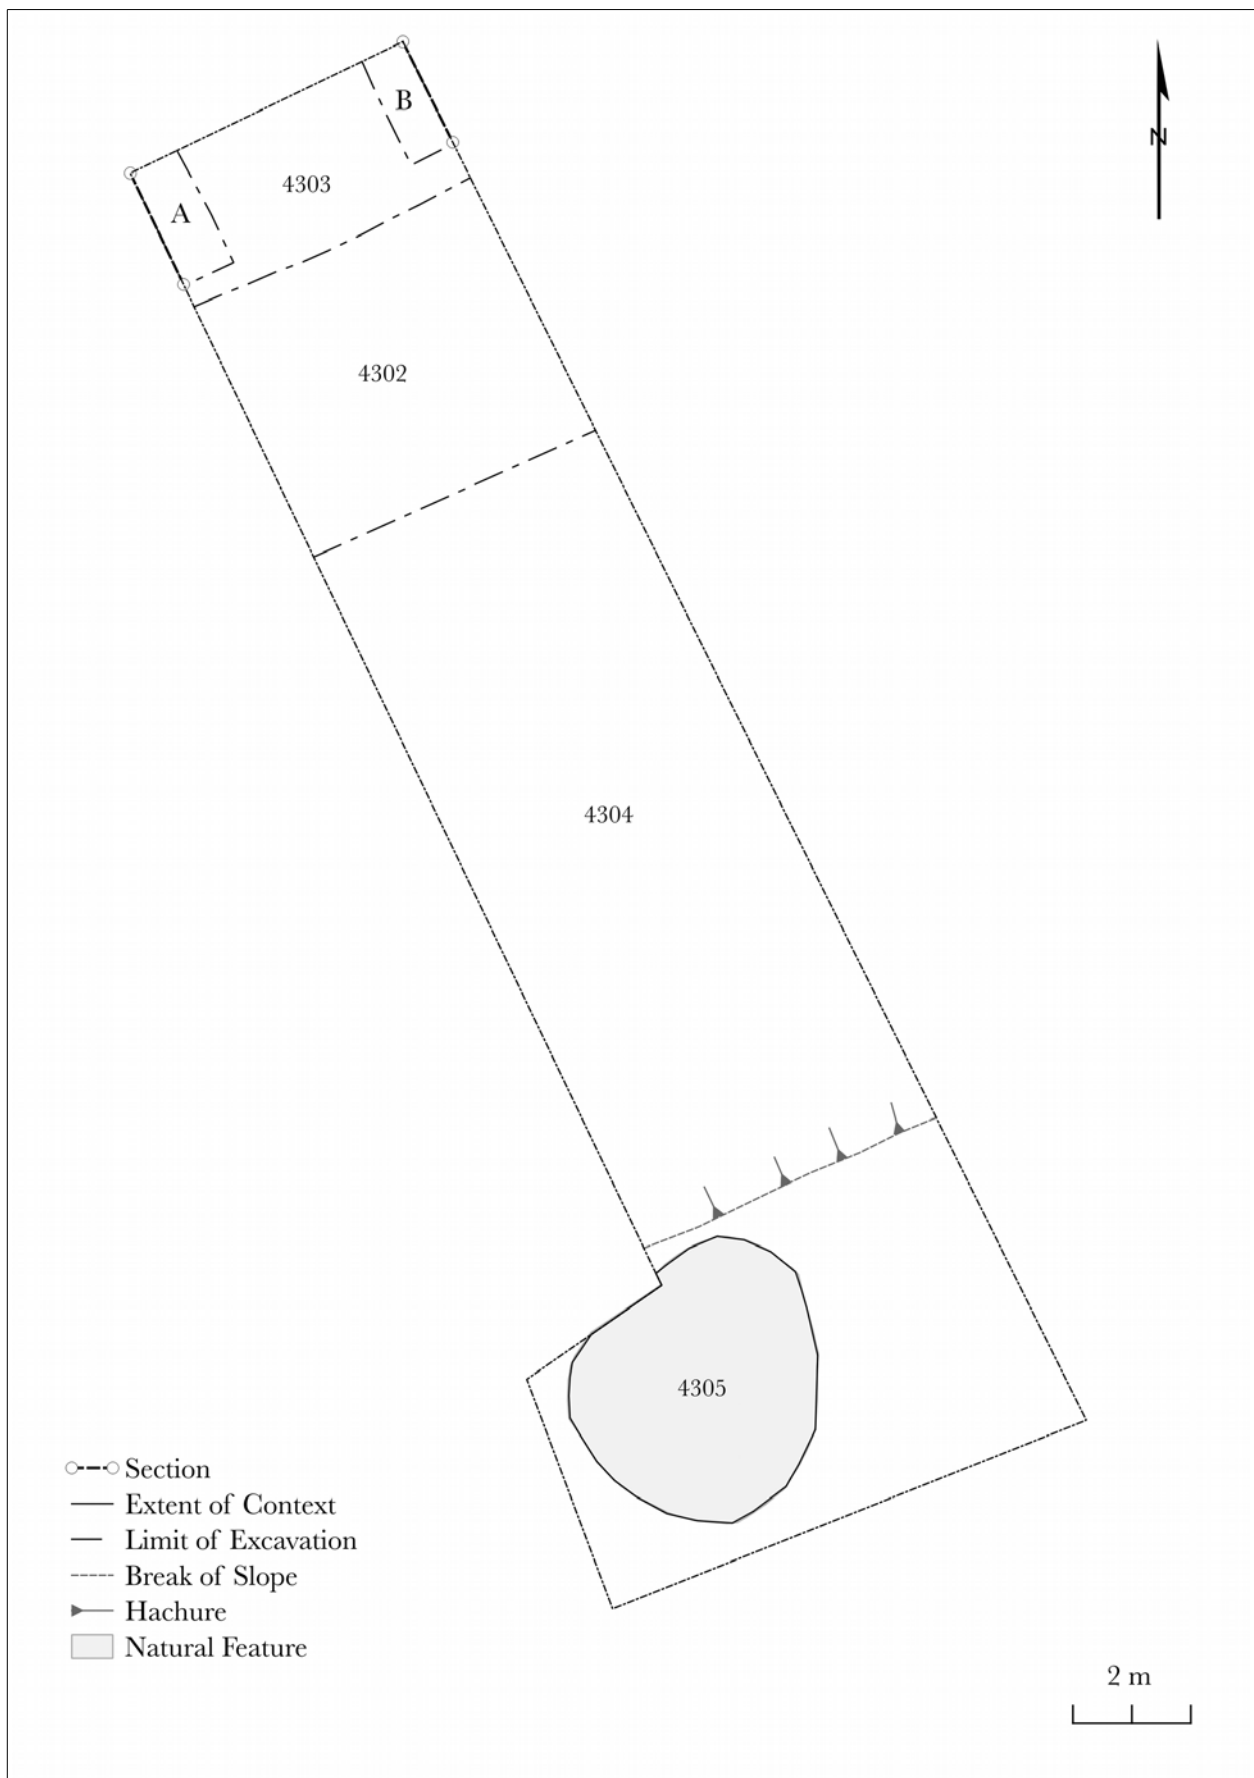 B
N
4303
A
4302
4304
4305
Section
Extent of Context
Limit of Excavation
Break of Slope
Hachure
Natural Feature
2 m